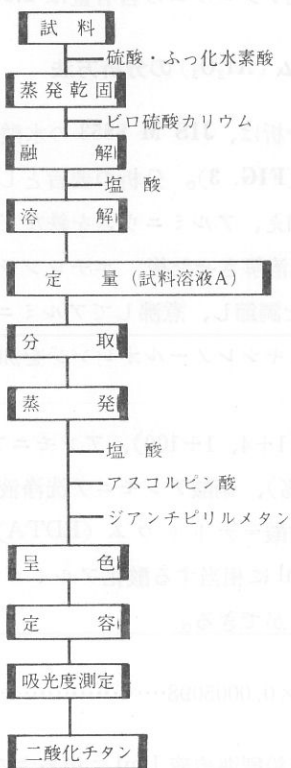 試料
硫酸・ふっ化水素酸
蒸発乾固
ピロ硫酸カリウム
融解
塩酸
溶解
定量(試料溶液A)
分取
蒸発
塩酸
アスコルピン酸
ジアンチピリルメタン
呈色
定容
吸光度測定
二酸化チタン